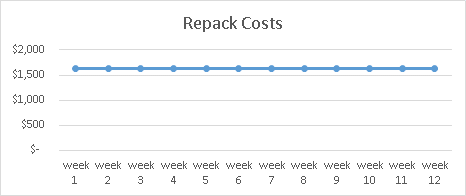 Repack Costs
$2,000
$1,500
$1,000
$500
$-
week week week week week week week week week week week week
1 2 3 4 5 6 7 8 9 10 11 12